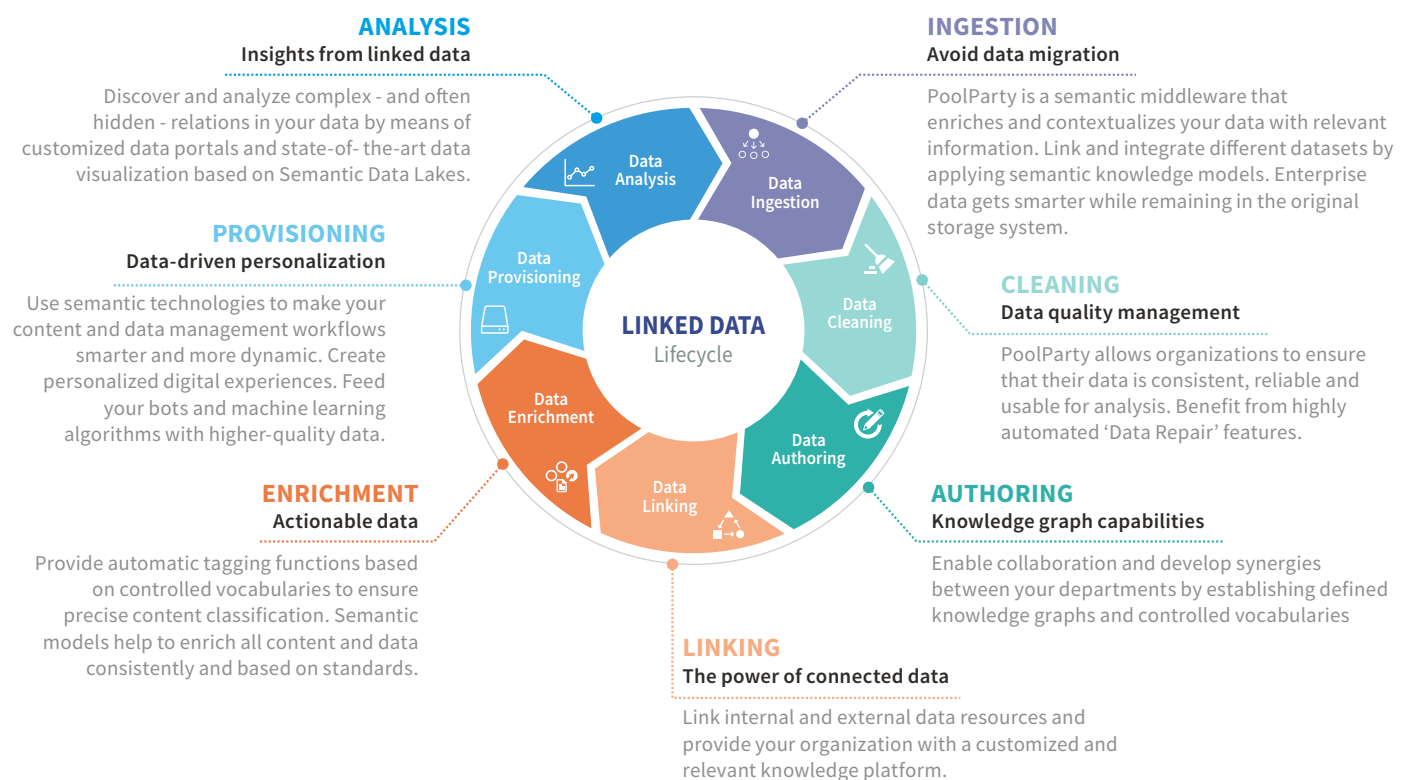 ANALYSIS
Insights from linked data
Discover and analyze complex - and often
hidden - relations in your data by means of
customized data portals and state-of- the-art data
visualization based on Semantic Data Lakes.
INGESTION
Avoid data migration
PoolParty is a semantic middleware that
enriches and contextualizes your data with relevant
information. Link and integrate different datasets by
applying semantic knowledge models. Enterprise
data gets smarter while remaining in the original
storage system.
PROVISIONING
Data-driven personalization
Use semantic technologies to make your
content and data management workflows
smarter and more dynamic. Create
personalized digital experiences. Feed
your bots and machine learning
algorithms with higher-quality data.
CLEANING
Data quality management
PoolParty allows organizations to ensure
that their data is consistent, reliable and
usable for analysis. Benefit from highly
automated ‘Data Repair’ features.
ENRICHMENT
Actionable data
Provide automatic tagging functions based
on controlled vocabularies to ensure
precise content classification. Semantic
models help to enrich all content and data
consistently and based on standards.
AUTHORING
Knowledge graph capabilities
Enable collaboration and develop synergies
between your departments by establishing defined
knowledge graphs and controlled vocabularies
LINKING
The power of connected data
Link internal and external data resources and
provide your organization with a customized and
relevant knowledge platform.
Data
Analysis
Data
Ingestion
Data
Cleaning
Data
Authoring
Data
Linking
Data
Enrichment
Data
Provisioning
LINKED DATA
Lifecycle